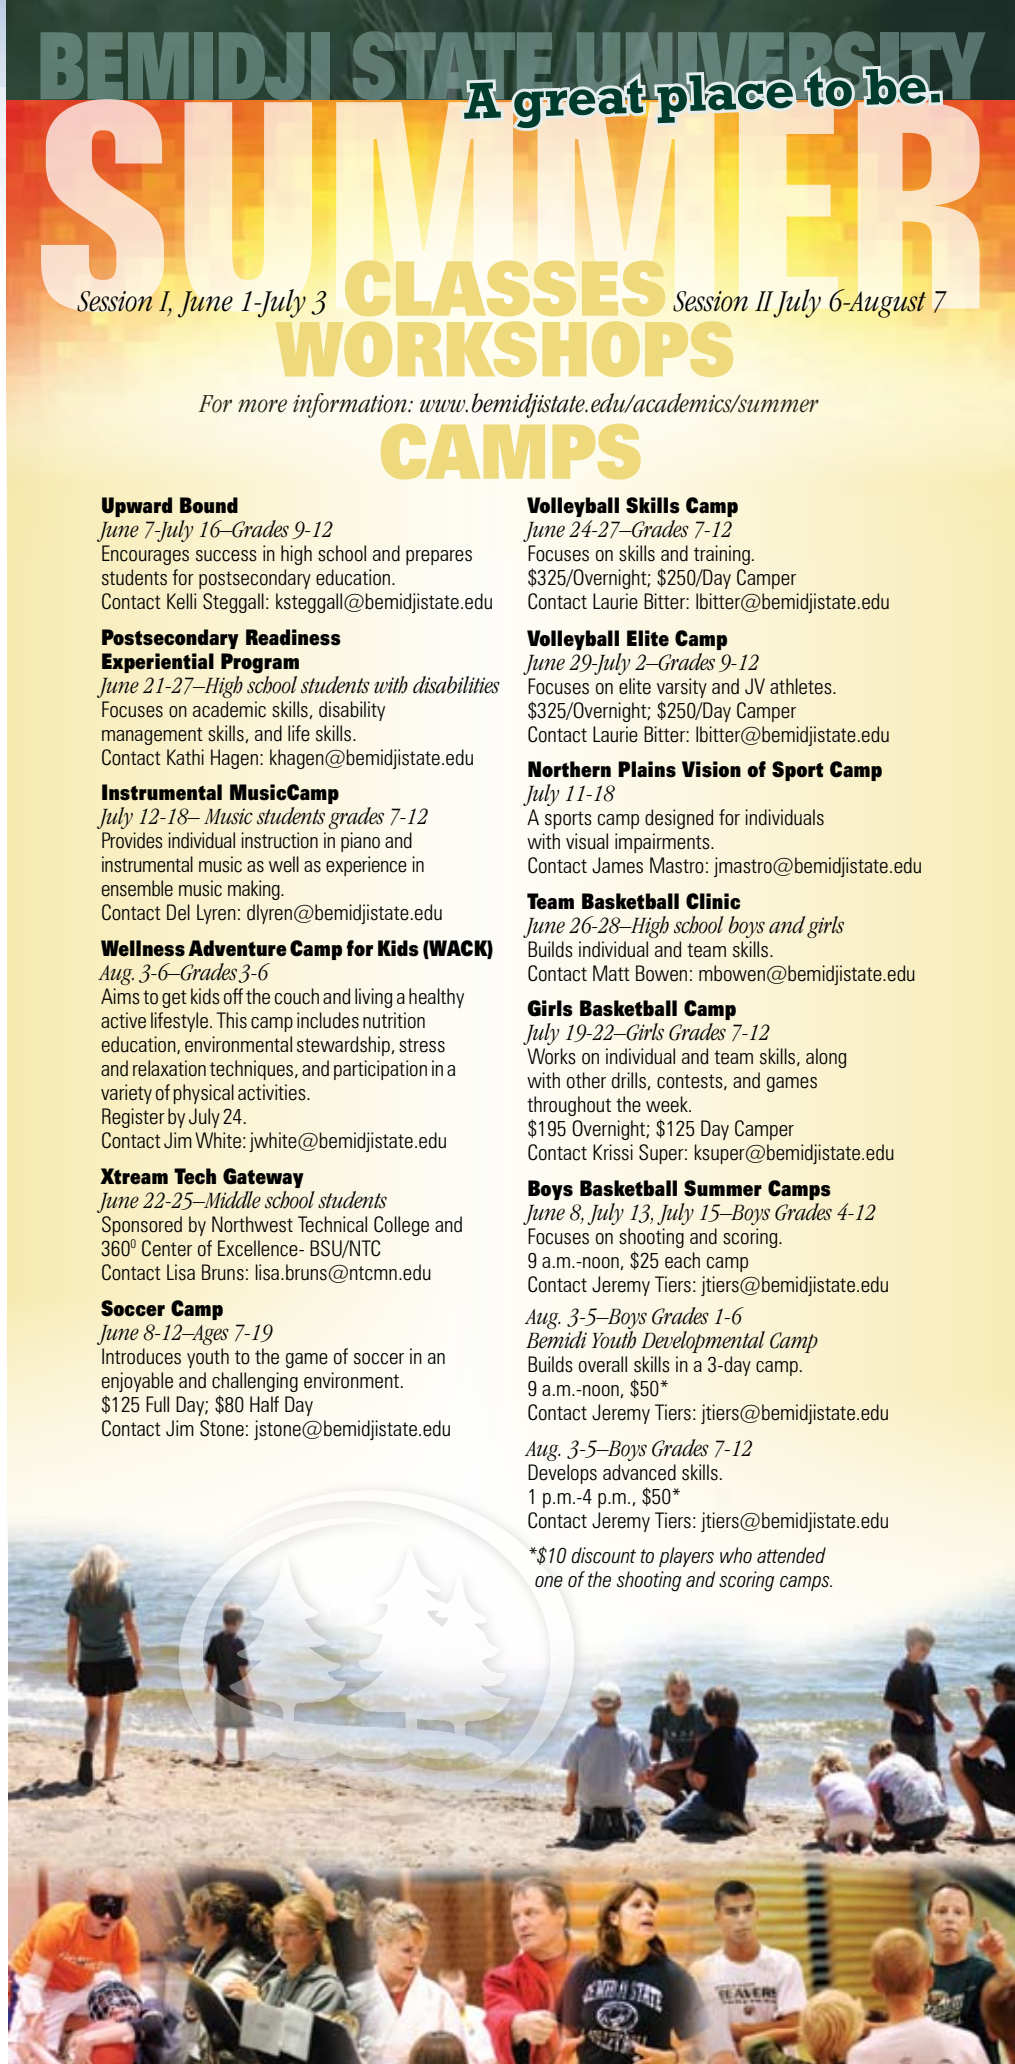 BEMIDJI STATE UNIVERSITY
A great place to be.
SUMMER
Session I, June 1-July 3
CLASSES
Session II July 6-August 7
WORKSHOPS
For more information: www.bemidjistate.edu/academics/summer
CAMPS
Upward Bound
June 7-July 16–Grades 9-12
Encourages success in high school and prepares
students for postsecondary education.
Contact Kelli Steggall: ksteggall@bemidjistate.edu
Postsecondary Readiness
Experiential Program
June 21-27–High school students with disabilities
Focuses on academic skills, disability
management skills, and life skills.
Contact Kathi Hagen: khagen@bemidjistate.edu
Instrumental MusicCamp
July 12-18– Music students grades 7-12
Provides individual instruction in piano and
instrumental music as well as experience in
ensemble music making.
Contact Del Lyren: dlyren@bemidjistate.edu
Wellness Adventure Camp for Kids (WACK)
Aug. 3-6–Grades 3-6
Aims to get kids off the couch and living a healthy
active lifestyle. This camp includes nutrition
education, environmental stewardship, stress
and relaxation techniques, and participation in a
variety of physical activities.
Register by July 24.
Contact Jim White: jwhite@bemidjistate.edu
Xtream Tech Gateway
June 22-25–Middle school students
Sponsored by Northwest Technical College and
360⁰ Center of Excellence- BSU/NTC
Contact Lisa Bruns: lisa.bruns@ntcmn.edu
Soccer Camp
June 8-12–Ages 7-19
Introduces youth to the game of soccer in an
enjoyable and challenging environment.
$125 Full Day; $80 Half Day
Contact Jim Stone: jstone@bemidjistate.edu
Volleyball Skills Camp
June 24-27–Grades 7-12
Focuses on skills and training.
$325/Overnight; $250/Day Camper
Contact Laurie Bitter: lbitter@bemidjistate.edu
Volleyball Elite Camp
June 29-July 2–Grades 9-12
Focuses on elite varsity and JV athletes.
$325/Overnight; $250/Day Camper
Contact Laurie Bitter: lbitter@bemidjistate.edu
Northern Plains Vision of Sport Camp
July 11-18
A sports camp designed for individuals
with visual impairments.
Contact James Mastro: jmastro@bemidjistate.edu
Team Basketball Clinic
June 26-28–High school boys and girls
Builds individual and team skills.
Contact Matt Bowen: mbowen@bemidjistate.edu
Girls Basketball Camp
July 19-22–Girls Grades 7-12
Works on individual and team skills, along
with other drills, contests, and games
throughout the week.
$195 Overnight; $125 Day Camper
Contact Krissi Super: ksuper@bemidjistate.edu
Boys Basketball Summer Camps
June 8, July 13, July 15–Boys Grades 4-12
Focuses on shooting and scoring.
9 a.m.-noon, $25 each camp
Contact Jeremy Tiers: jtiers@bemidjistate.edu
Aug. 3-5–Boys Grades 1-6
Bemidi Youth Developmental Camp
Builds overall skills in a 3-day camp.
9 a.m.-noon, $50*
Contact Jeremy Tiers: jtiers@bemidjistate.edu
Aug. 3-5–Boys Grades 7-12
Develops advanced skills.
1 p.m.-4 p.m., $50*
Contact Jeremy Tiers: jtiers@bemidjistate.edu
*$10 discount to players who attended
one of the shooting and scoring camps.
BEMIDJI STATE
BEAVERS